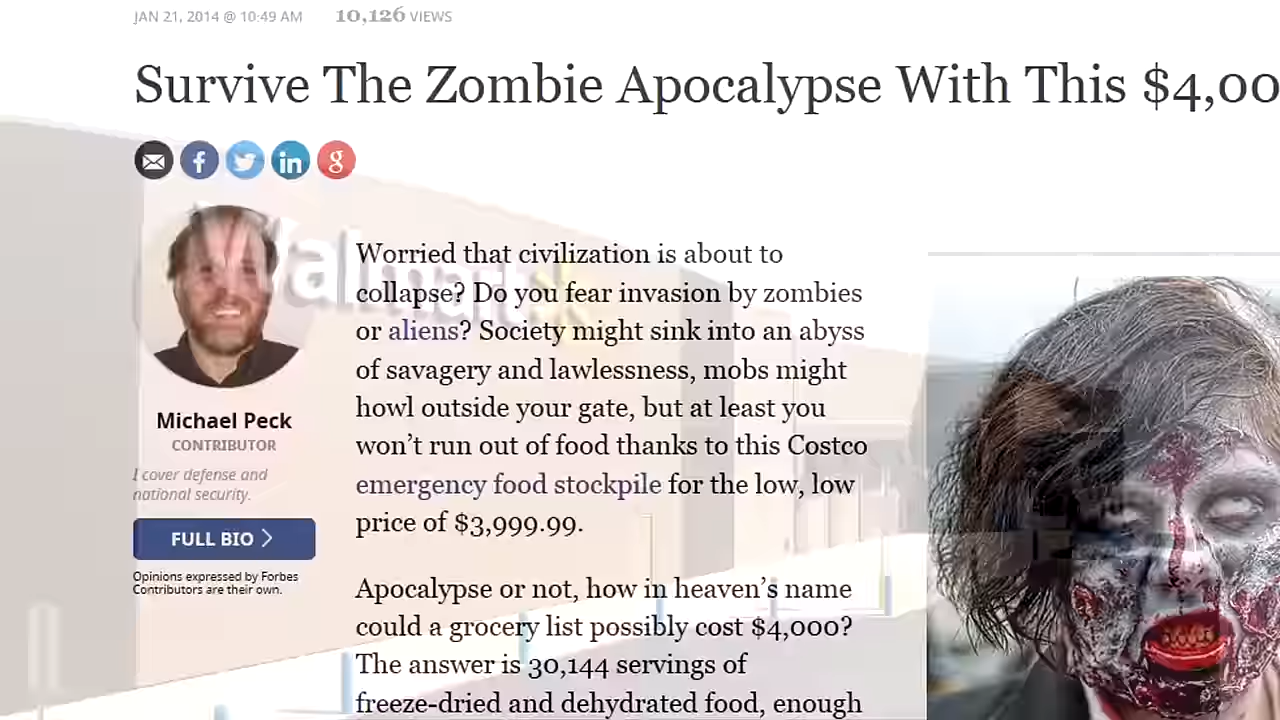 JAN 21, 2014 @ 10:49 AM 10,126 VIEWS
Survive The Zombie Apocalypse With This $4,00
Walmart
Worried that civilization is about to
collapse? Do you fear invasion by zombies
or aliens? Society might sink into an abyss
of savagery and lawlessness, mobs might
howl outside your gate, but at least you
won’t run out of food thanks to this Costco
emergency food stockpile for the low, low
price of $3,999.99.
Apocalypse or not, how in heaven’s name
could a grocery list possibly cost $4,000?
The answer is 30,144 servings of
freeze-dried and dehydrated food, enough
Michael Peck
CONTRIBUTOR
I cover defense and
national security.
FULL BIO
Opinions expressed by Forbes
Contributors are their own.